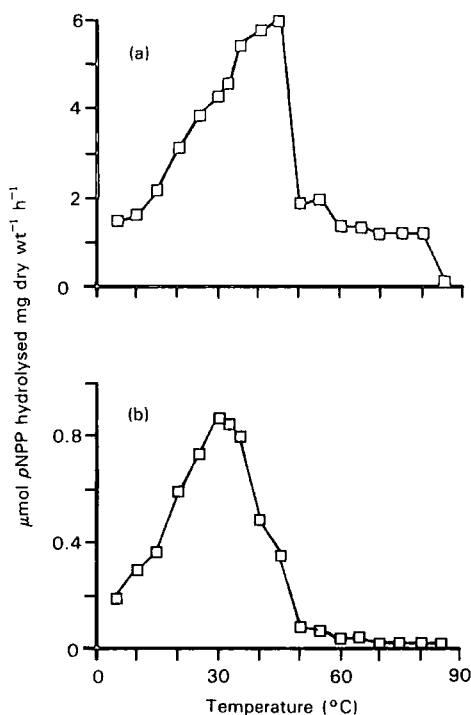 6
(a)
4
2
0
μmol pNPP hydrolysed mg dry wt⁻¹ h⁻¹
(b)
0.8
0.4
0
0 30 60 90
Temperature (°C)